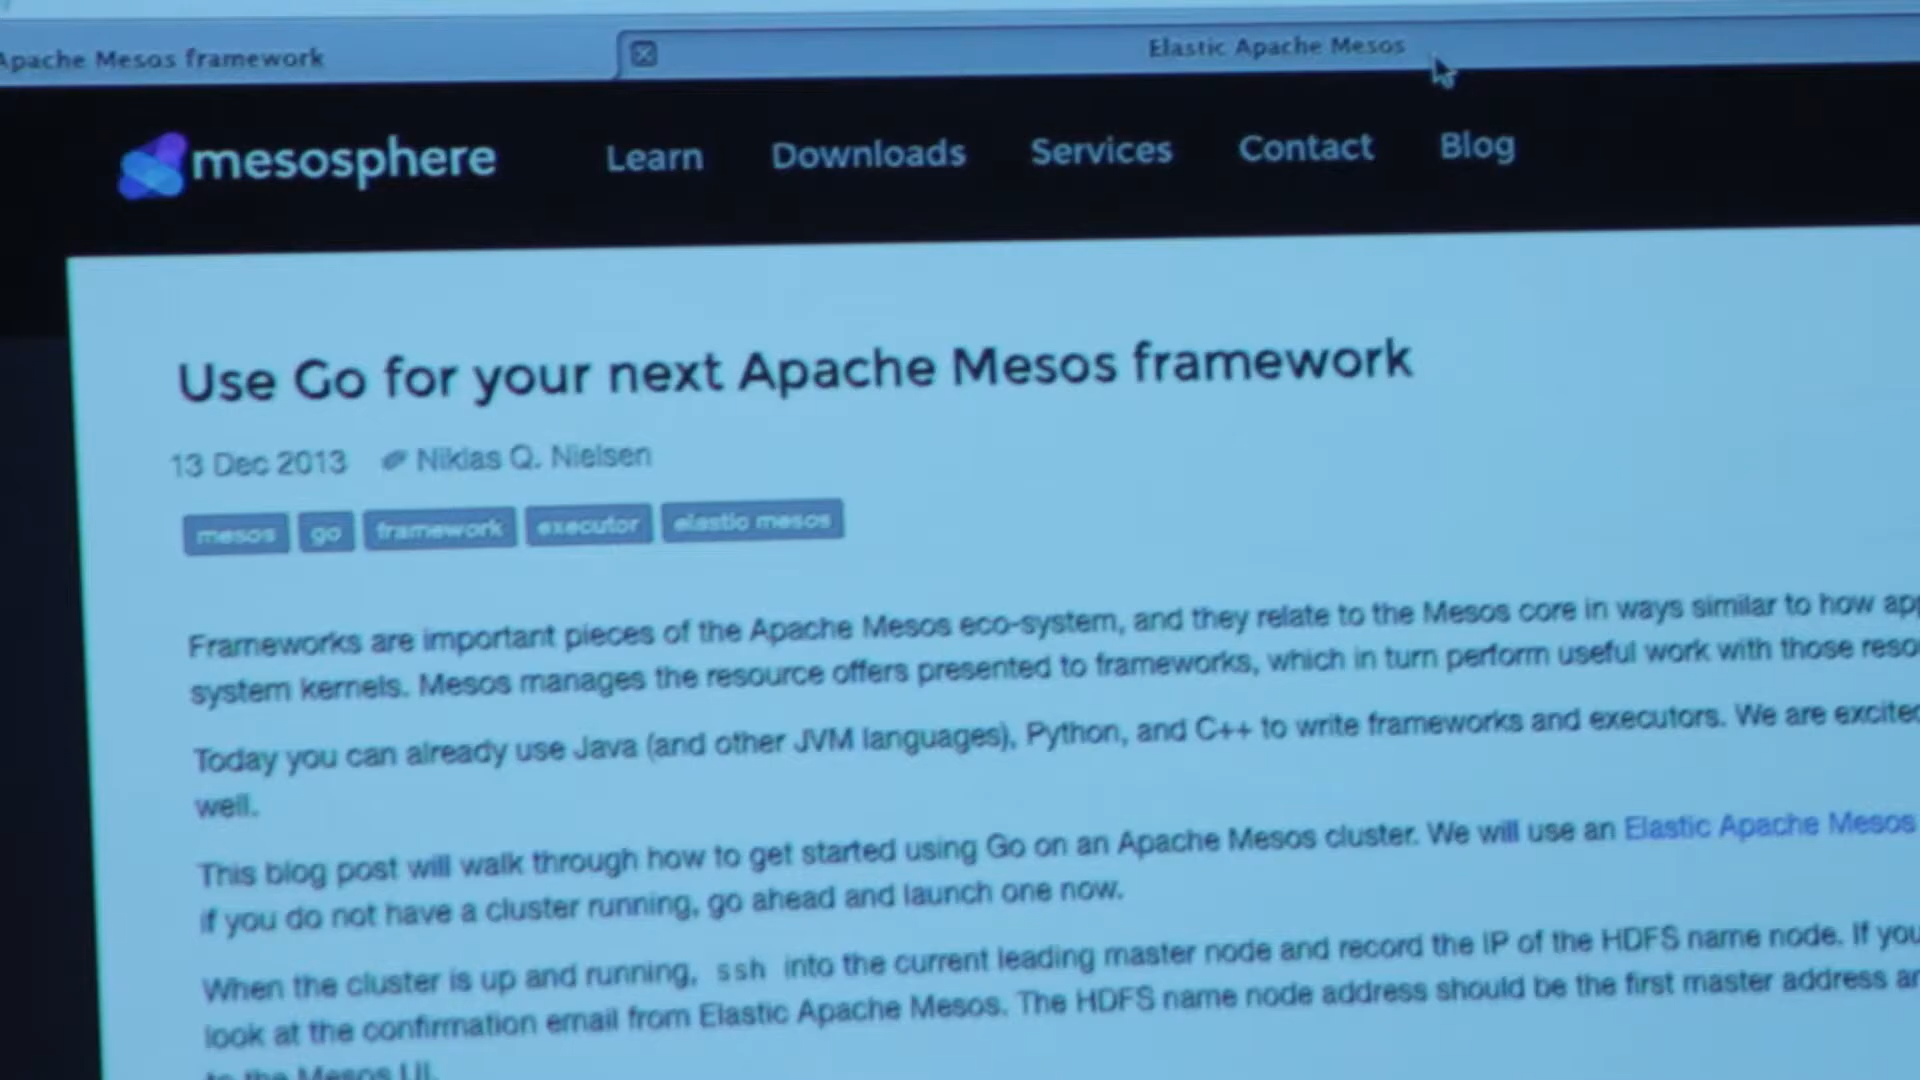 Apache Mesos framework
Elastic Apache Mesos
mesosphere Learn Downloads Services Contact Blog
Use Go for your next Apache Mesos framework
13 Dec 2013 Niklas Q. Nielsen
mesos go framework executor elastic mesos
Frameworks are important pieces of the Apache Mesos eco-system, and they relate to the Mesos core in ways similar to how
system kernels. Mesos manages the resource offers presented to frameworks, which in turn perform useful work with those
Today you can already use Java (and other JVM languages), Python, and C++ to write frameworks and executors. We are excited
well.
This blog post will walk through how to get started using Go on an Apache Mesos cluster. We will use an Elastic Apache Mesos
if you do not have a cluster running, go ahead and launch one now.
When the cluster is up and running, ssh into the current leading master node and record the IP of the HDFS name node. If you
look at the confirmation email from Elastic Apache Mesos. The HDFS name node address should be the first master address
to the Mesos UI.